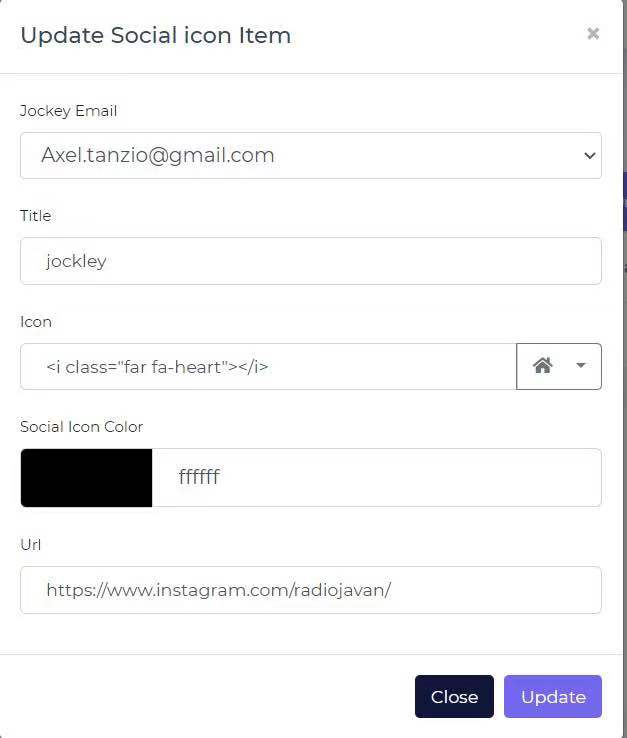 Update Social icon Item
×
Jockey Email
Axel.tanzio@gmail.com
Title
jockley
Icon
<i class="far fa-heart"></i>
Social Icon Color
ffffff
Url
https://www.instagram.com/radiojavan/
Close Update